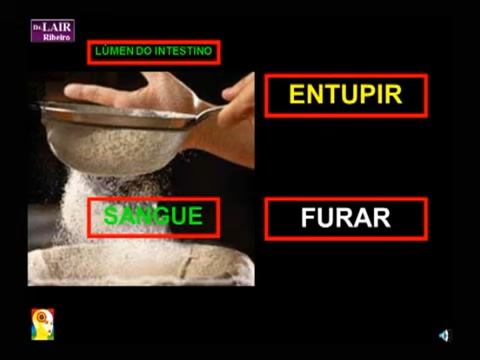 Dr. LAIR
Ribeiro
LÚMEN DO INTESTINO
ENTUPIR
SANGUE
FURAR